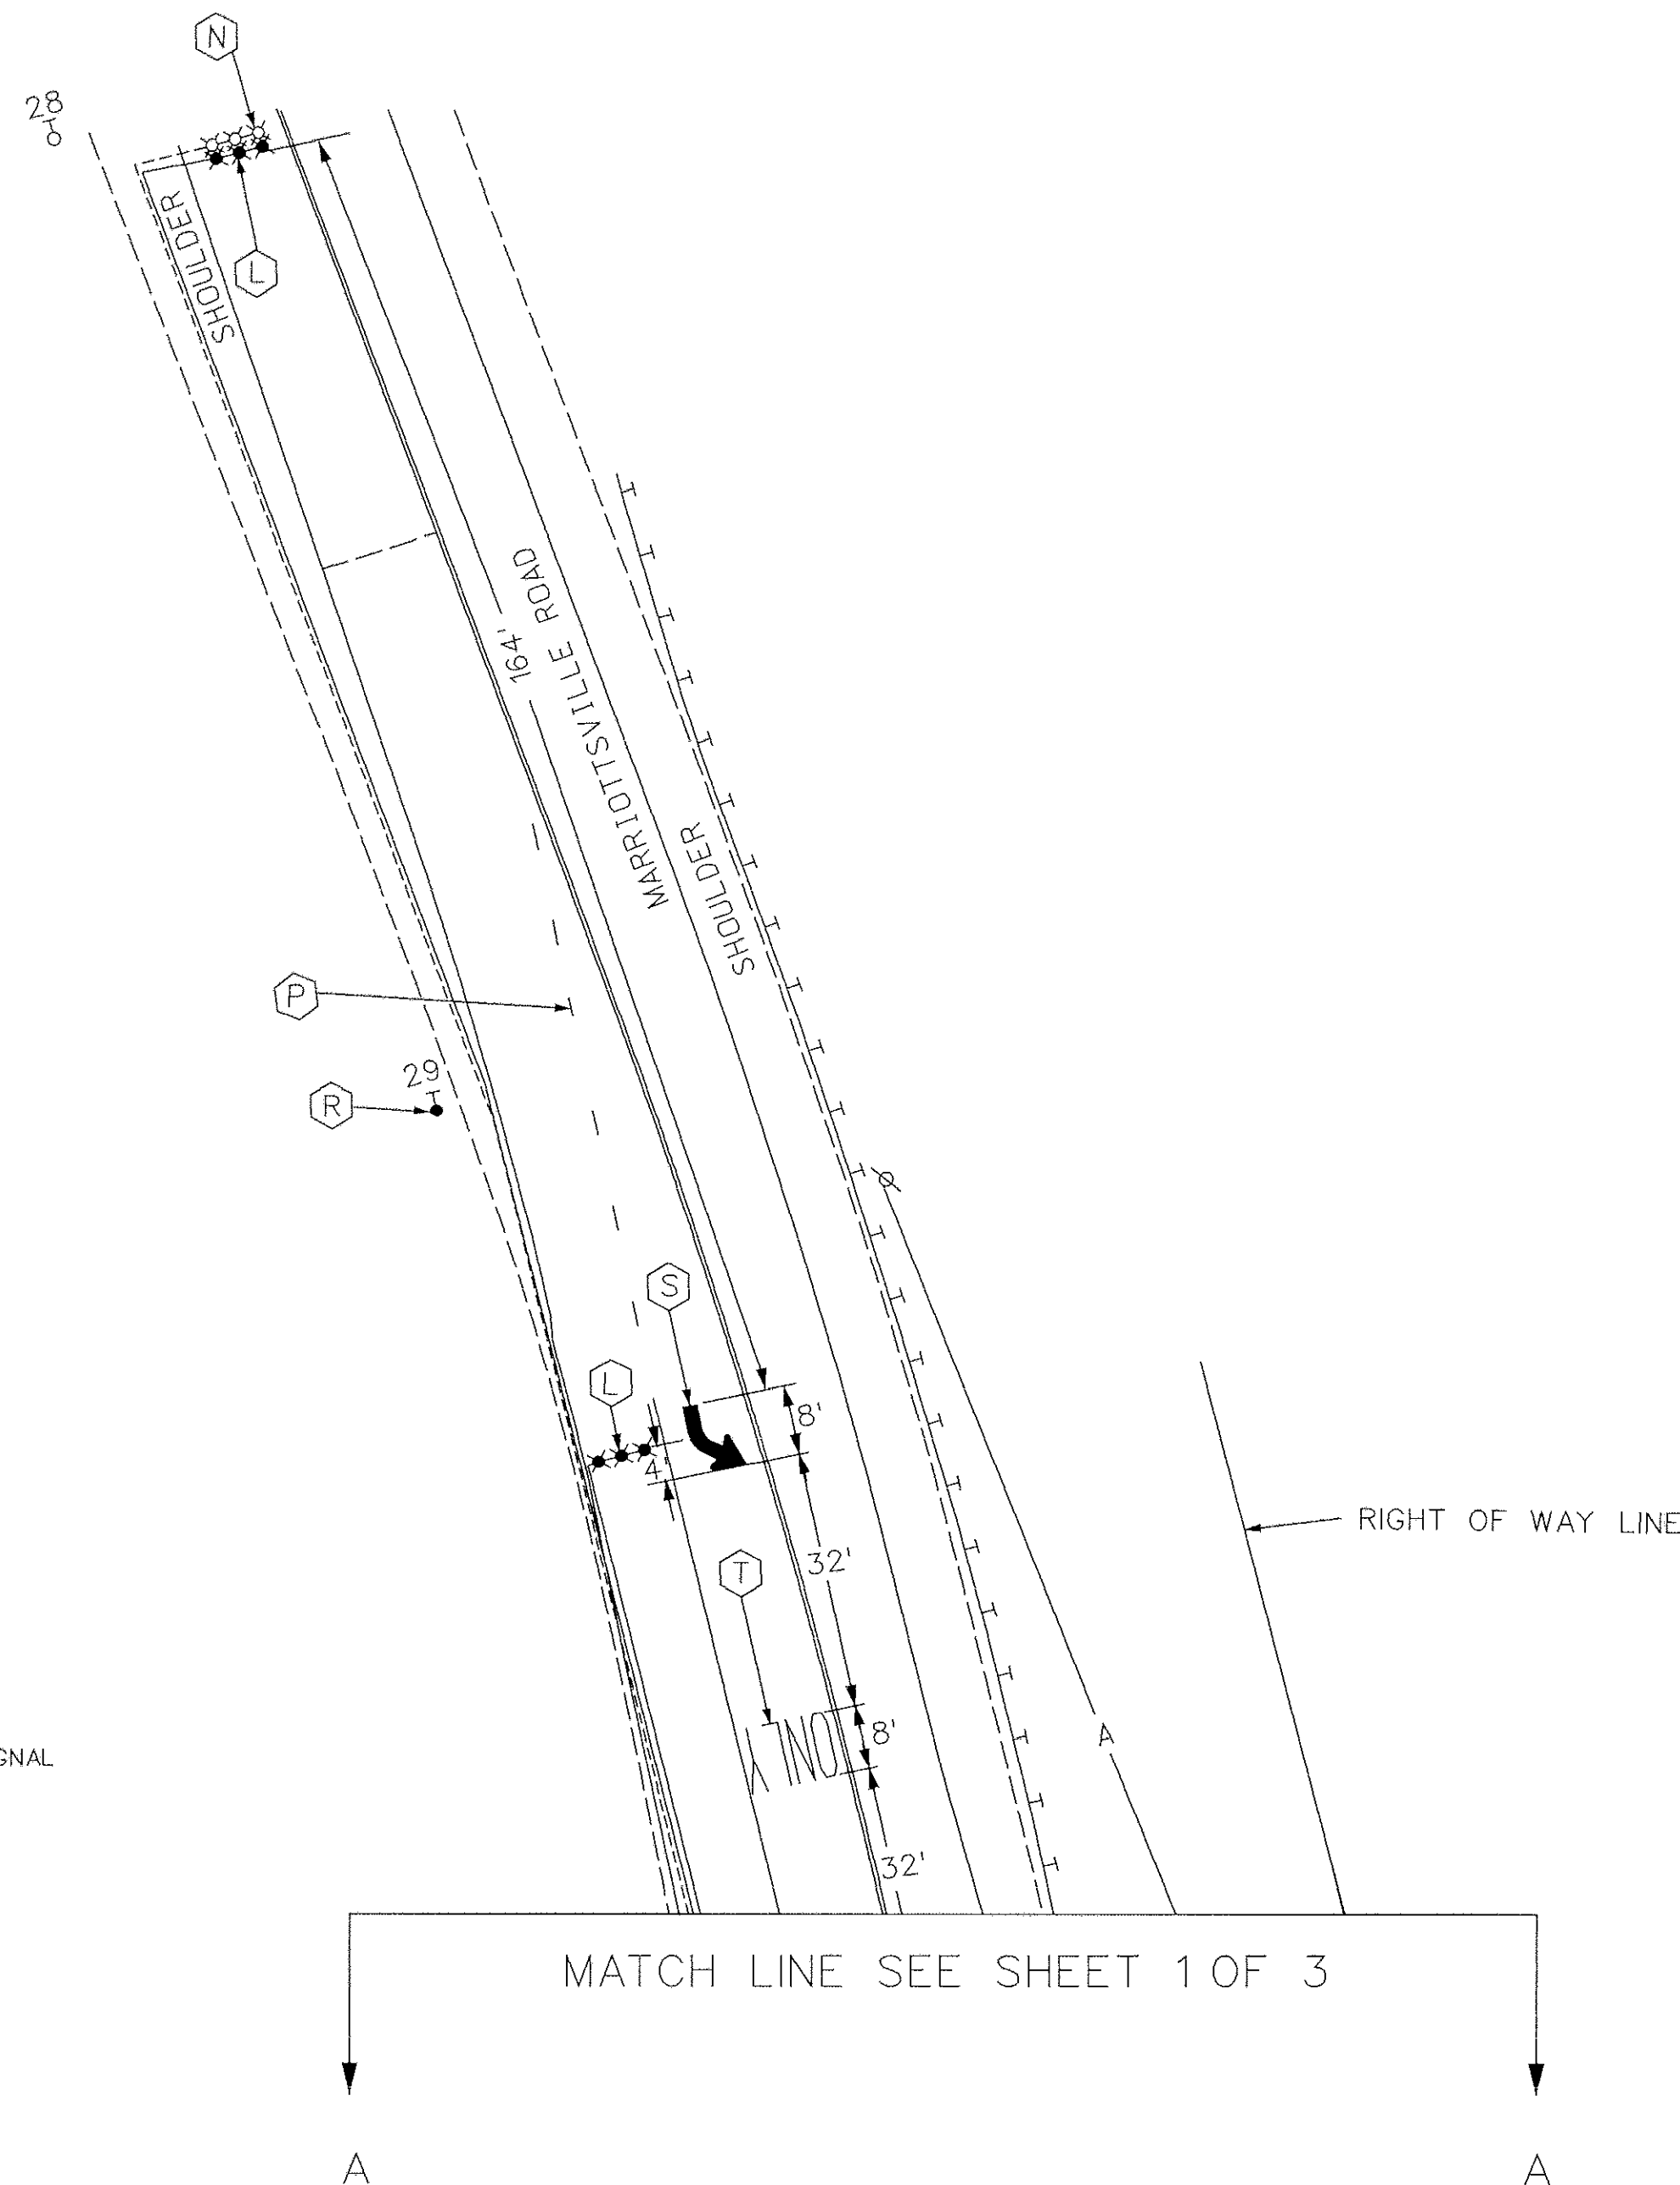 N
28
L
SHOULDER
164'
MARRIOTTSVILLE ROAD
SHOULDER
P
29
R
S
L
8'
4'
RIGHT OF WAY LINE
32'
T
ONLY
8'
A
GNAL
32'
MATCH LINE SEE SHEET 1 OF 3
A A